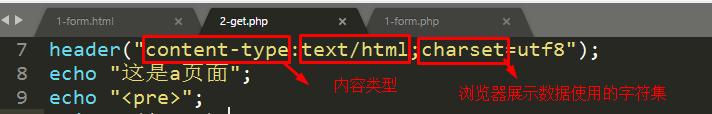 1-form.html × 2-get.php × 1-form.php ×
7 header("content-type:text/html;charset=utf8");
8 echo "这是a页面";
9 echo "<pre>";
内容类型
浏览器展示数据使用的字符集